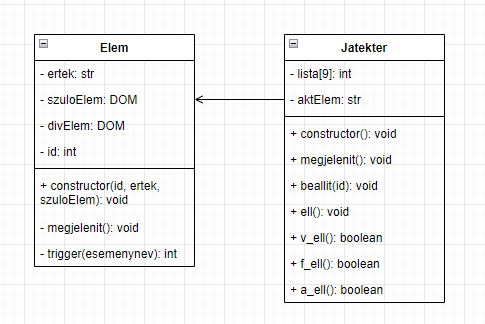 Elem
- ertek: str
- szuloElem: DOM
- divElem: DOM
- id: int
+ constructor(id, ertek,
szuloElem): void
- megjelenit(): void
- trigger(esemenynev): int
Jatekter
- lista[9]: int
- aktElem: str
+ constructor(): void
+ megjelenit(): void
+ beallit(id): void
+ ell(): void
+ v_ell(): boolean
+ f_ell(): boolean
+ a_ell(): boolean